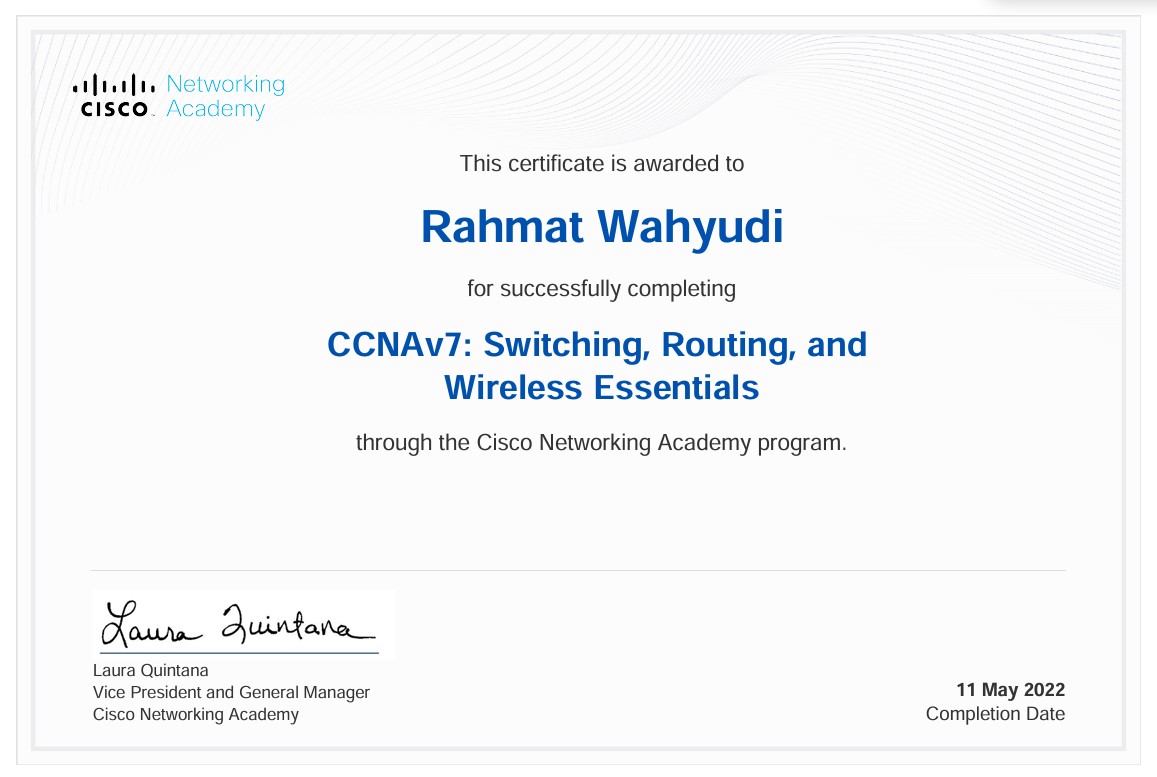 Networking
CISCO Academy
This certificate is awarded to
Rahmat Wahyudi
for successfully completing
CCNAv7: Switching, Routing, and
Wireless Essentials
through the Cisco Networking Academy program.
Laura Quintana
Laura Quintana
Vice President and General Manager
Cisco Networking Academy
11 May 2022
Completion Date